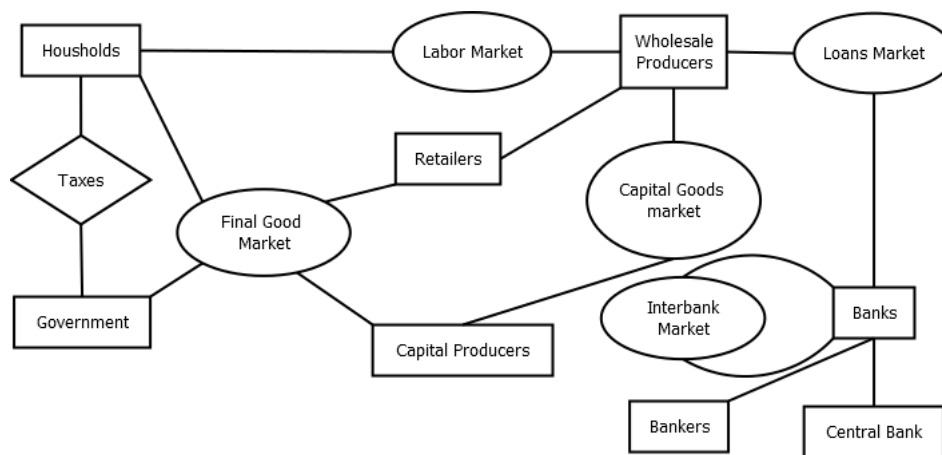 Housholds
Labor Market
Wholesale
Producers
Loans Market
Retailers
Taxes
Capital Goods
market
Final Good
Market
Government
Capital Producers
Interbank
Market
Banks
Bankers
Central Bank